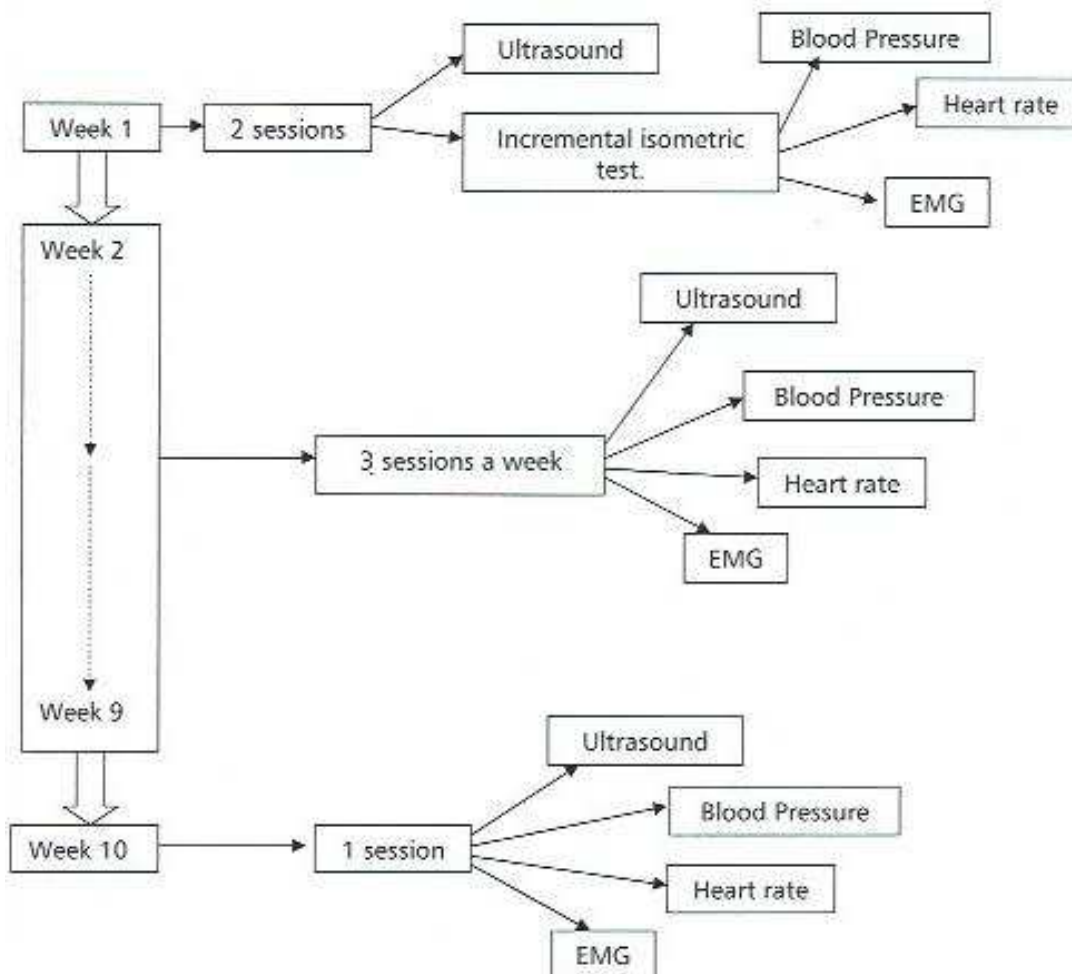 Ultrasound
Blood Pressure
Heart rate
Week 1
2 sessions
Incremental isometric
test.
EMG
Week 2
Ultrasound
Blood Pressure
3 sessions a week
Heart rate
EMG
Week 9
Ultrasound
Blood Pressure
Week 10
1 session
Heart rate
EMG